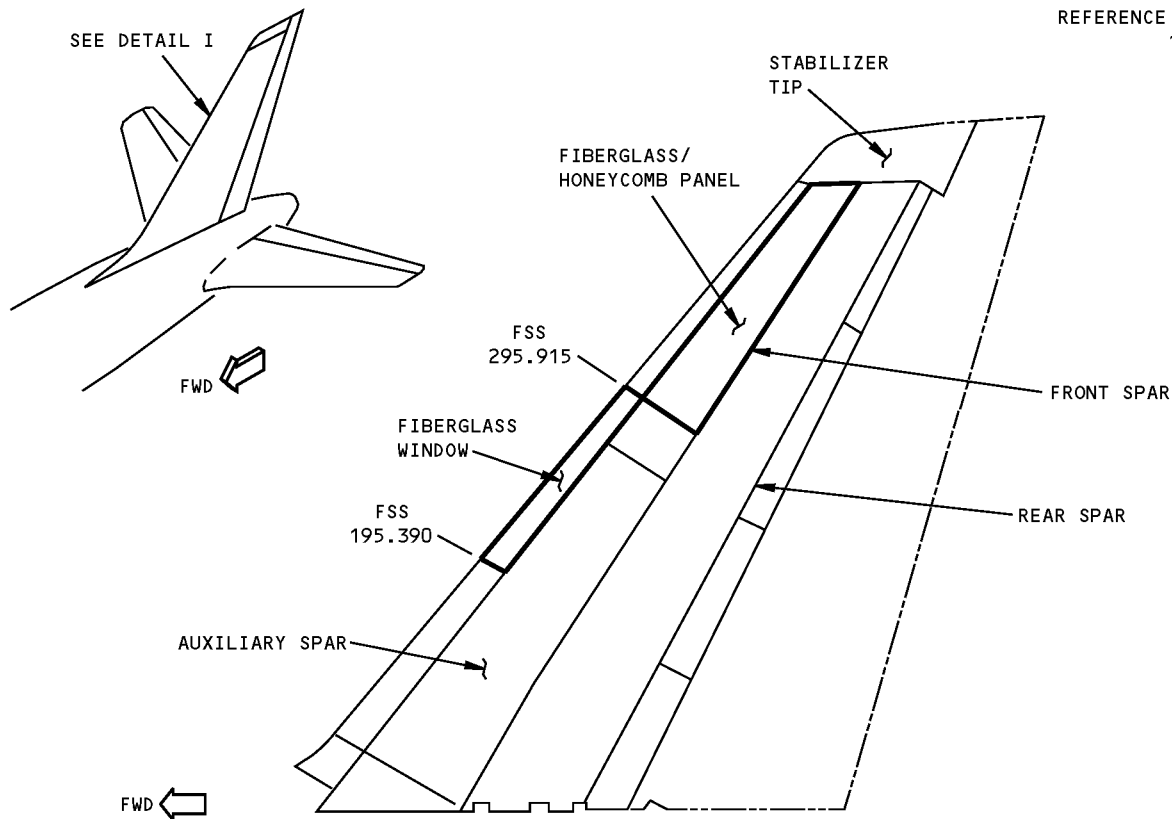 REFERENCE
SEE DETAIL I
STABILIZER
TIP
FIBERGLASS/
HONEYCOMB PANEL
FSS
295.915
FWD
FRONT SPAR
FIBERGLASS
WINDOW
FSS
195.390
REAR SPAR
AUXILIARY SPAR
FWD